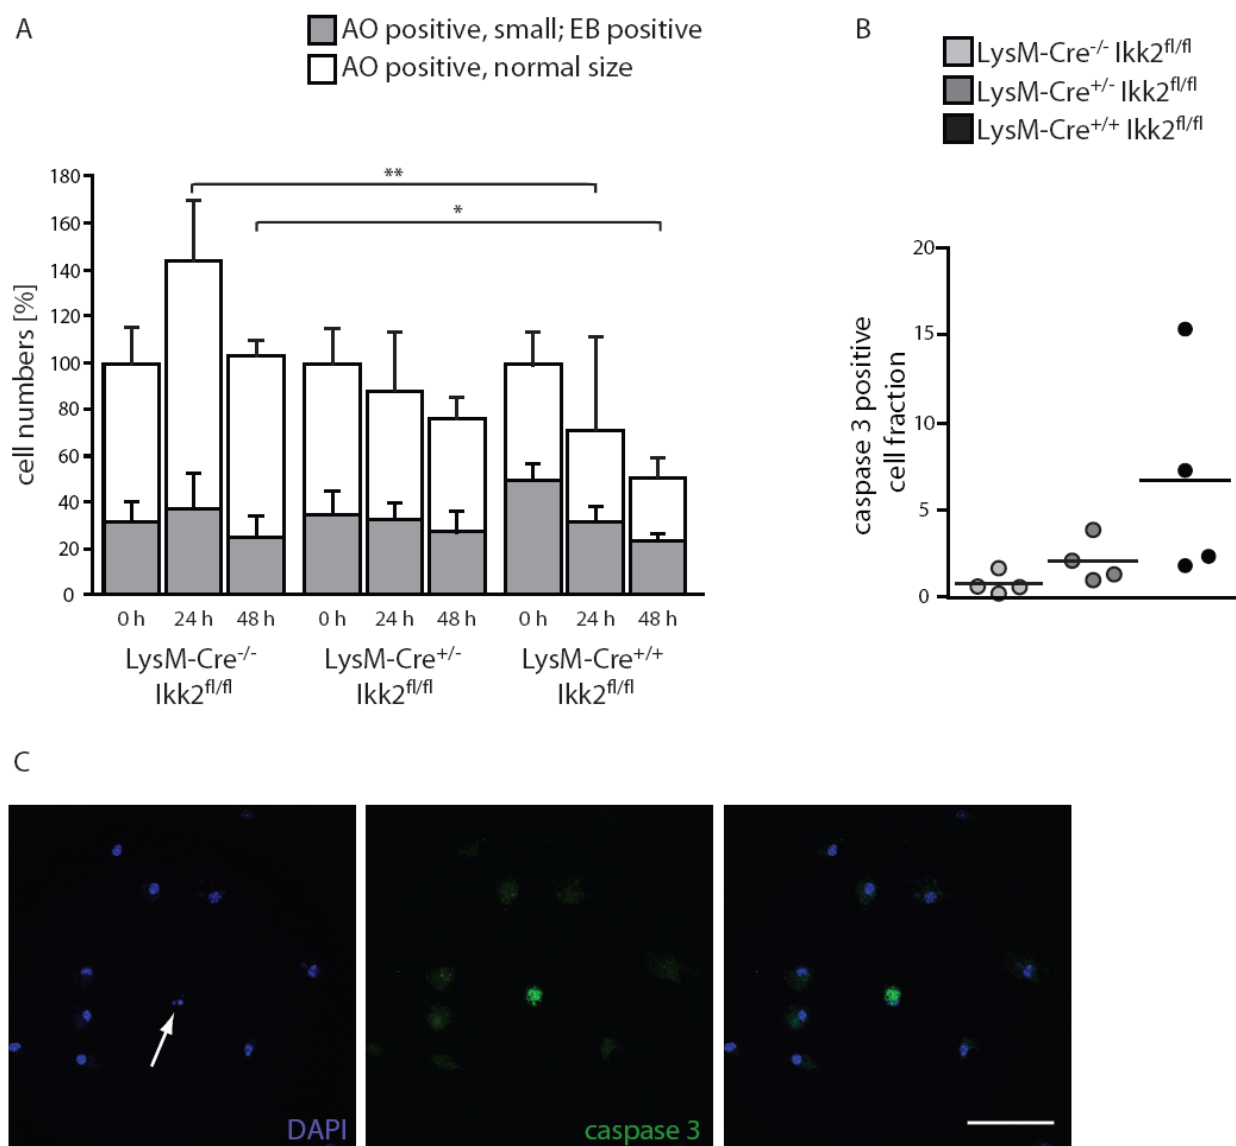 A
AO positive, small; EB positive
AO positive, normal size
cell numbers [%]
180
160
140
120
100
80
60
40
20
0
**
*
0 h 24 h 48 h 0 h 24 h 48 h 0 h 24 h 48 h
LysM-Cre-/- LysM-Cre+/- LysM-Cre+/+
Ikk2fl/fl Ikk2fl/fl Ikk2fl/fl
B
LysM-Cre-/- Ikk2fl/fl
LysM-Cre+/- Ikk2fl/fl
LysM-Cre+/+ Ikk2fl/fl
caspase 3 positive
cell fraction
20
15
10
5
0
C
DAPI
caspase 3